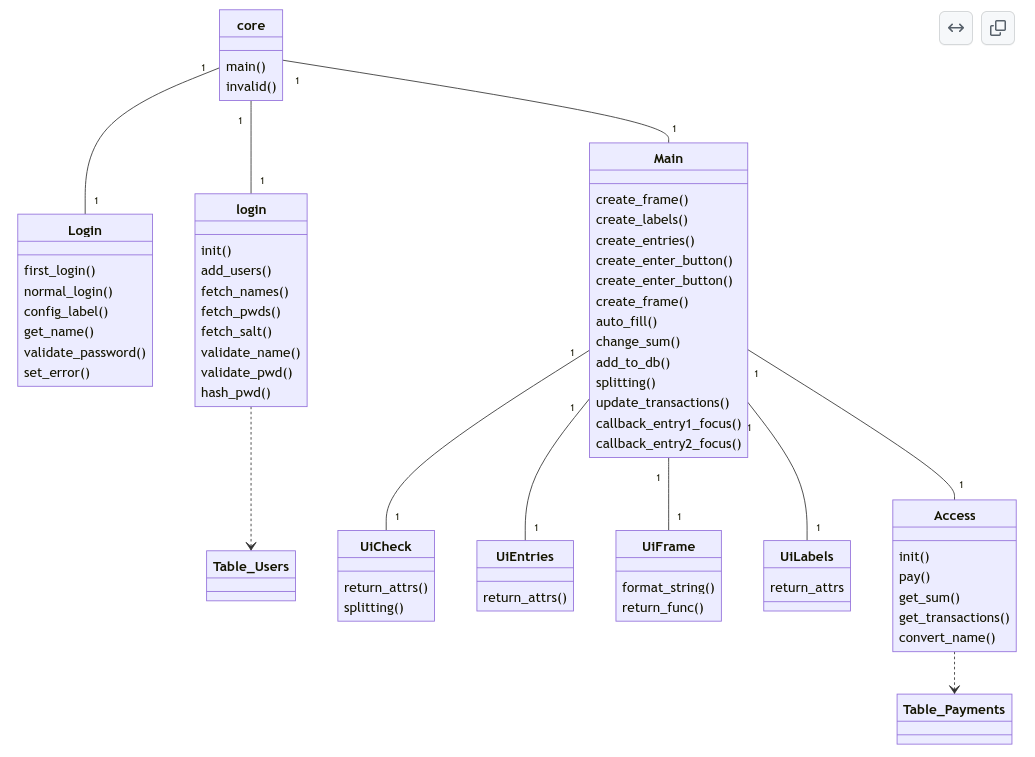 core
main()
invalid()
1
1
1
1
1
1
Main
create_frame()
create_labels()
create_entries()
create_enter_button()
create_enter_button()
create_frame()
auto_fill()
change_sum()
add_to_db()
splitting()
update_transactions()
callback_entry1_focus()
callback_entry2_focus()
Login
first_login()
normal_login()
config_label()
get_name()
validate_password()
set_error()
login
init()
add_users()
fetch_names()
fetch_pwds()
fetch_salt()
validate_name()
validate_pwd()
hash_pwd()
1
1
1
1
1
1
1
1
1
1
Table_Users
UiCheck
return_attrs()
splitting()
UiEntries
return_attrs()
UiFrame
format_string()
return_func()
UiLabels
return_attrs
Access
init()
pay()
get_sum()
get_transactions()
convert_name()
Table_Payments